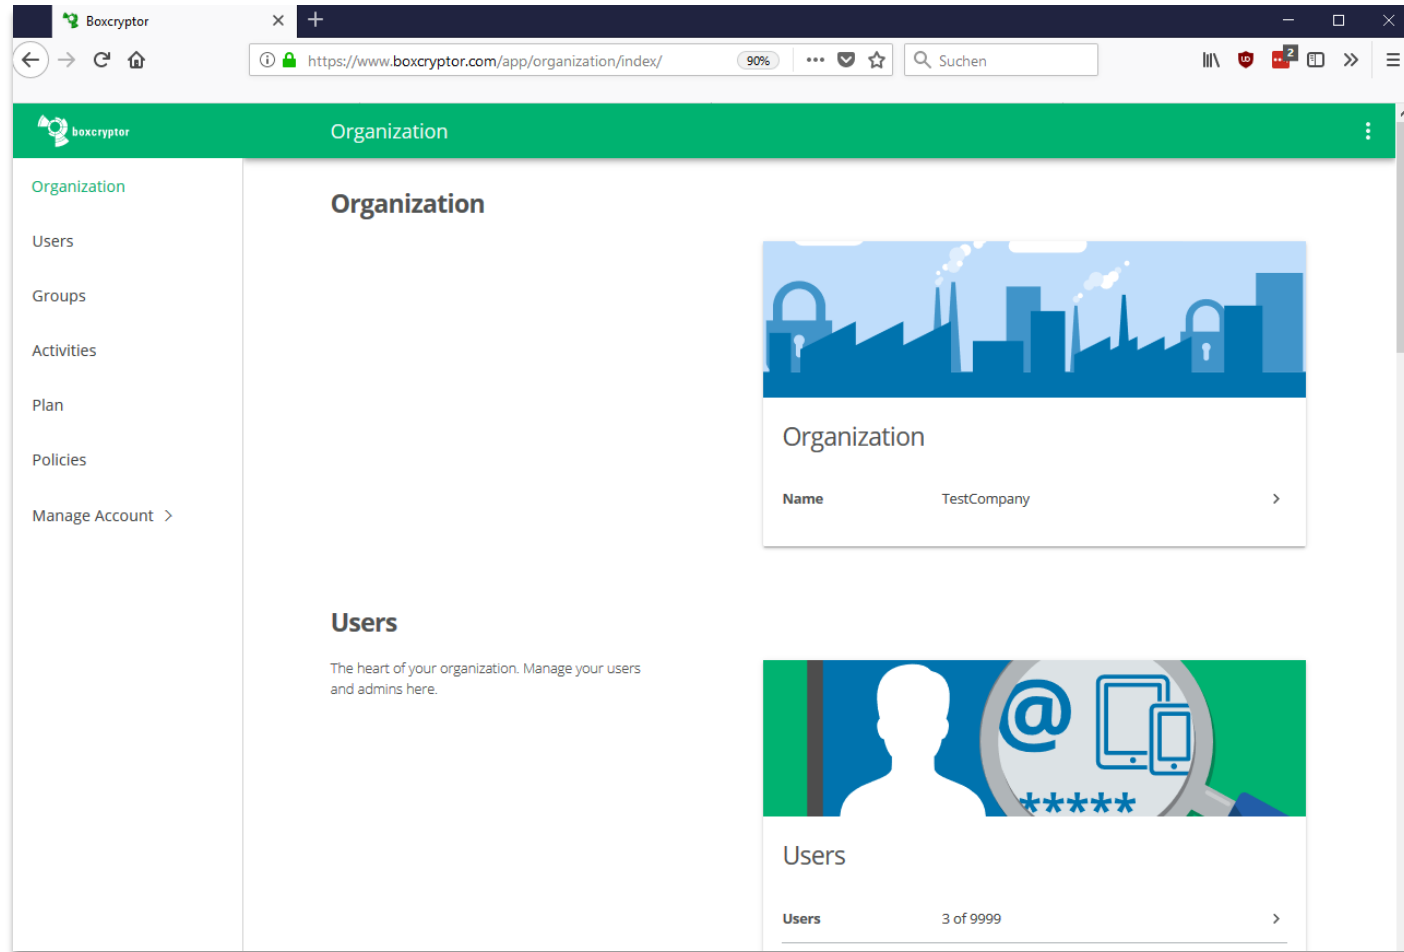 Boxcryptor
https://www.boxcryptor.com/app/organization/index/
90%
Suchen
2
boxcryptor
Organization
Organization
Users
Groups
Activities
Plan
Policies
Manage Account
Organization
Organization
Name TestCompany
Users
The heart of your organization. Manage your users
and admins here.
@
*****
Users
Users 3 of 9999